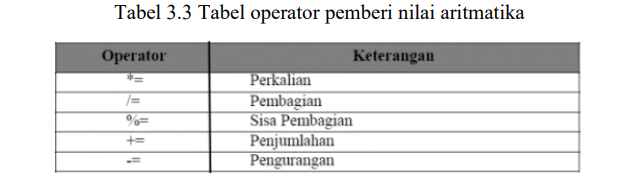 Tabel 3.3 Tabel operator pemberi nilai aritmatika
Operator Keterangan
*= Perkalian
/= Pembagian
%= Sisa Pembagian
+= Penjumlahan
-= Pengurangan